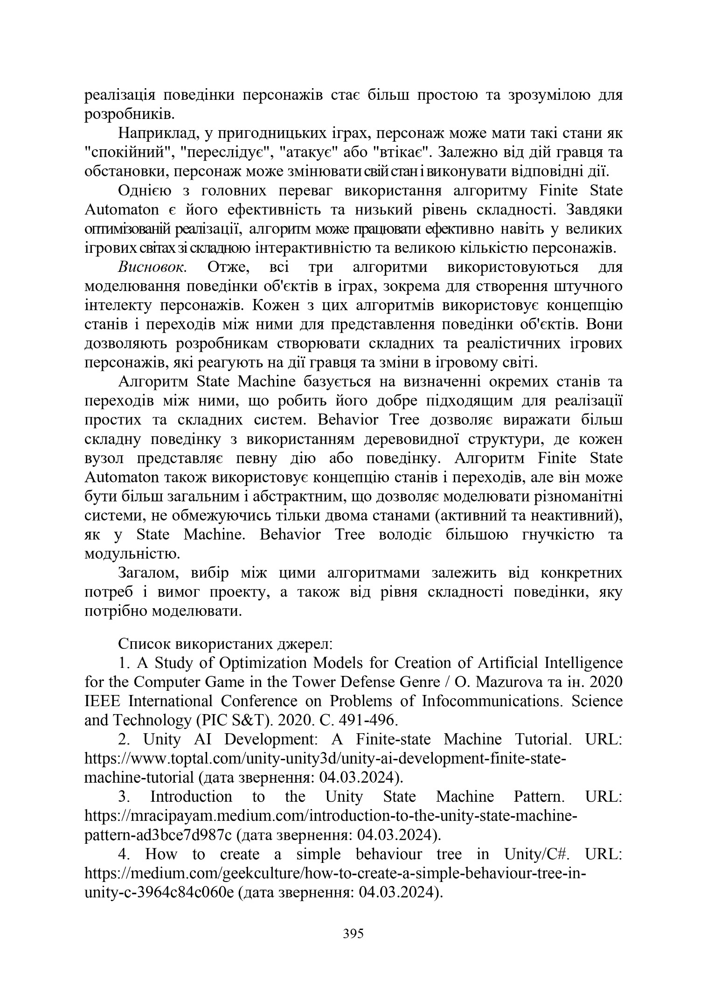 реалізація поведінки персонажів стає більш простою та зрозумілою для
розробників.
Наприклад, у пригодницьких іграх, персонаж може мати такі стани як
"спокійний", "переслідує", "атакує" або "втікає". Залежно від дій гравця та
обстановки, персонаж може змінювати свій стан і виконувати відповідні дії.
Однією з головних переваг використання алгоритму Finite State
Automaton є його ефективність та низький рівень складності. Завдяки
оптимізованій реалізації, алгоритм може працювати ефективно навіть у великих
ігрових світах зі складною інтерактивністю та великою кількістю персонажів.
Висновок. Отже, всі три алгоритми використовуються для
моделювання поведінки об'єктів в іграх, зокрема для створення штучного
інтелекту персонажів. Кожен з цих алгоритмів використовує концепцію
станів і переходів між ними для представлення поведінки об'єктів. Вони
дозволяють розробникам створювати складних та реалістичних ігрових
персонажів, які реагують на дії гравця та зміни в ігровому світі.
Алгоритм State Machine базується на визначенні окремих станів та
переходів між ними, що робить його добре підходящим для реалізації
простих та складних систем. Behavior Tree дозволяє виражати більш
складну поведінку з використанням деревовидної структури, де кожен
вузол представляє певну дію або поведінку. Алгоритм Finite State
Automaton також використовує концепцію станів і переходів, але він може
бути більш загальним і абстрактним, що дозволяє моделювати різноманітні
системи, не обмежуючись тільки двома станами (активний та неактивний),
як у State Machine. Behavior Tree володіє більшою гнучкістю та
модульністю.
Загалом, вибір між цими алгоритмами залежить від конкретних
потреб і вимог проекту, а також від рівня складності поведінки, яку
потрібно моделювати.
Список використаних джерел:
1. A Study of Optimization Models for Creation of Artificial Intelligence
for the Computer Game in the Tower Defense Genre / O. Mazurova та ін. 2020
IEEE International Conference on Problems of Infocommunications. Science
and Technology (PIC S&T). 2020. С. 491-496.
2. Unity AI Development: A Finite-state Machine Tutorial. URL:
https://www.toptal.com/unity-unity3d/unity-ai-development-finite-state-
machine-tutorial (дата звернення: 04.03.2024).
3. Introduction to the Unity State Machine Pattern. URL:
https://mracipayam.medium.com/introduction-to-the-unity-state-machine-
pattern-ad3bce7d987c (дата звернення: 04.03.2024).
4. How to create a simple behaviour tree in Unity/C#. URL:
https://medium.com/geekculture/how-to-create-a-simple-behaviour-tree-in-
unity-c-3964c84c060e (дата звернення: 04.03.2024).
395